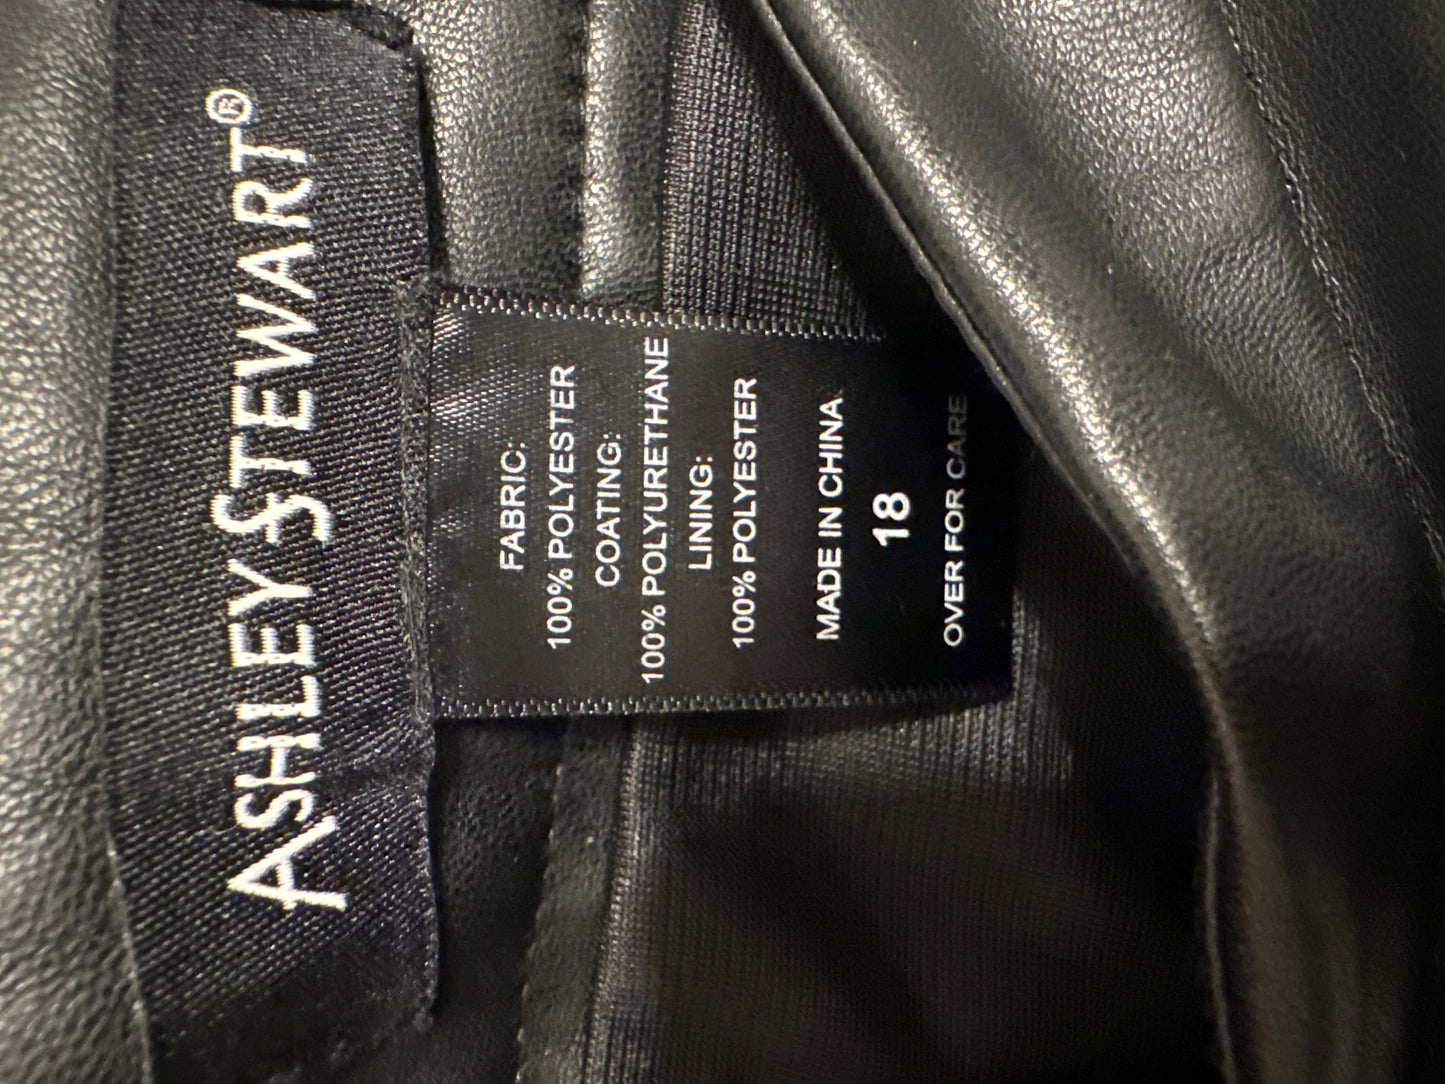 ASHLEY STEWART®
FABRIC:
100% POLYESTER
COATING:
100% POLYURETHANE
LINING:
100% POLYESTER
MADE IN CHINA
18
OVER FOR CARE